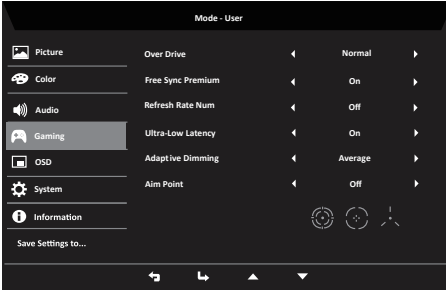 Mode - User
Picture
Color
Audio
Gaming
OSD
System
Information
Save Settings to...
Over Drive Normal
Free Sync Premium On
Refresh Rate Num Off
Ultra-Low Latency On
Adaptive Dimming Average
Aim Point Off